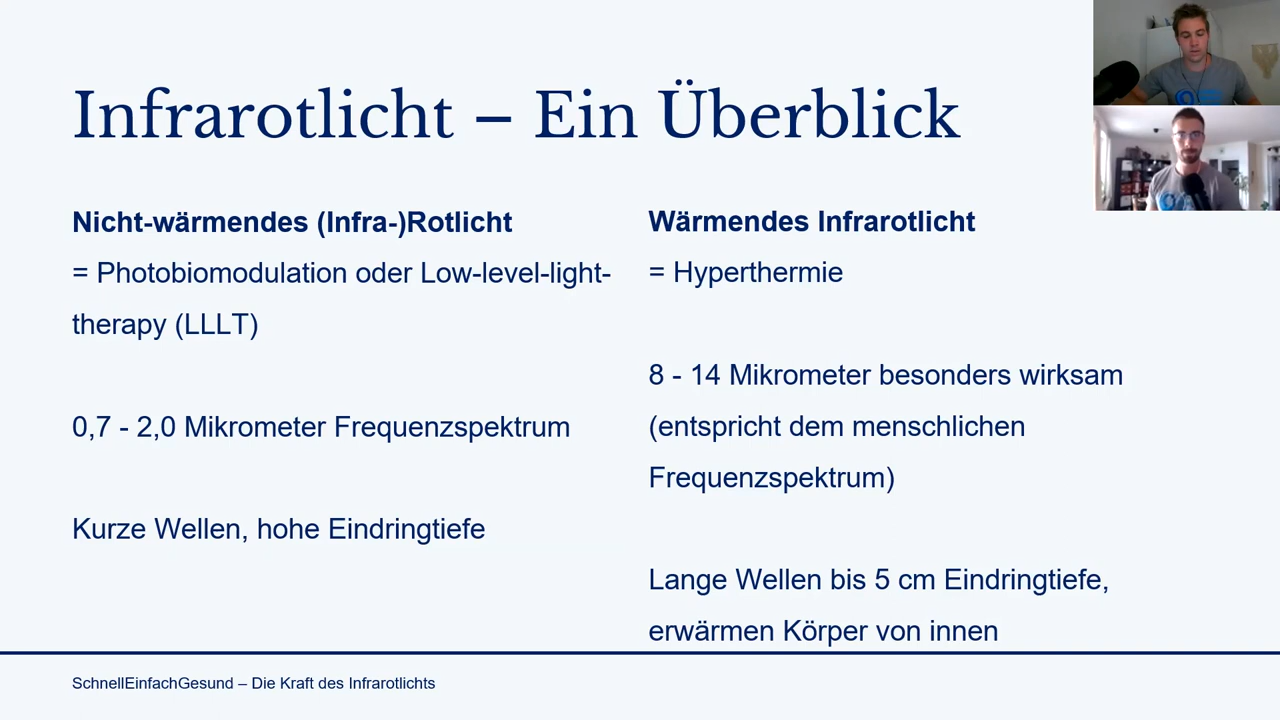 Infrarotlicht – Ein Überblick
Nicht-wärmendes (Infra-)Rotlicht
= Photobiomodulation oder Low-level-light-
therapy (LLLT)
0,7 - 2,0 Mikrometer Frequenzspektrum
Kurze Wellen, hohe Eindringtiefe
Wärmendes Infrarotlicht
= Hyperthermie
8 - 14 Mikrometer besonders wirksam
(entspricht dem menschlichen
Frequenzspektrum)
Lange Wellen bis 5 cm Eindringtiefe,
erwärmen Körper von innen
SchnellEinfachGesund – Die Kraft des Infrarotlichts